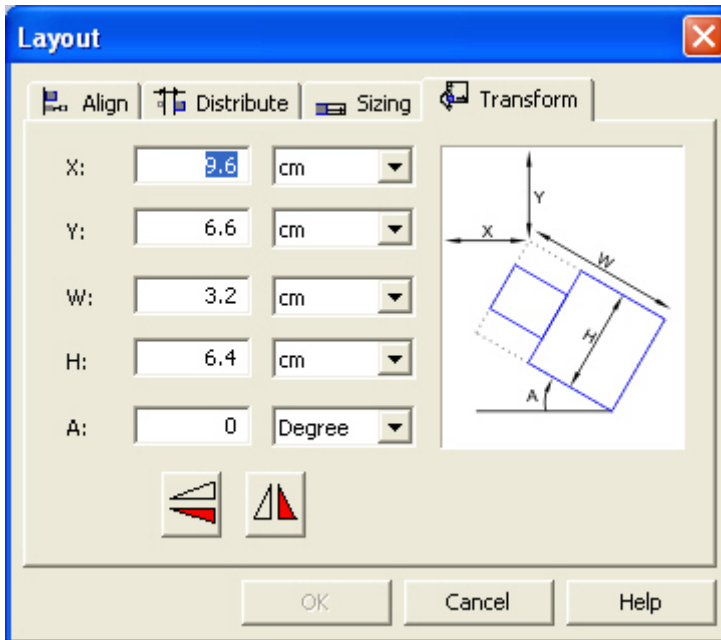 Layout
Align Distribute Sizing Transform
X: 9.6 cm
Y: 6.6 cm
W: 3.2 cm
H: 6.4 cm
A: 0 Degree
Y
X
W
H
A
OK Cancel Help